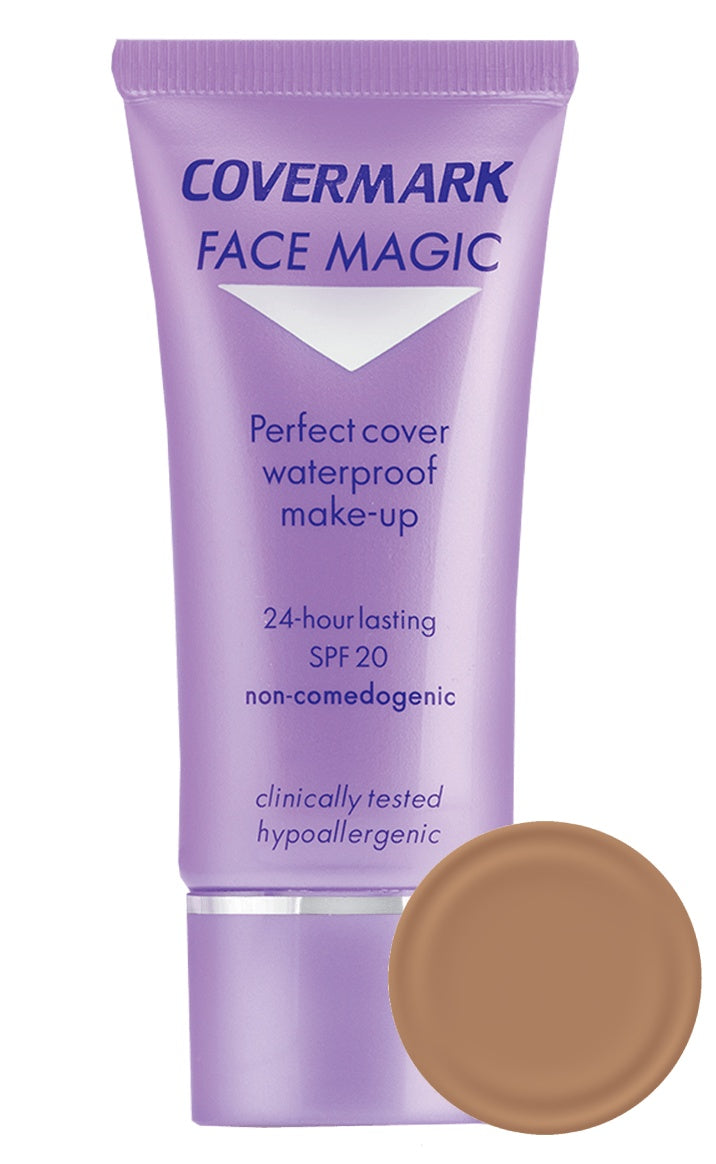 COVERMARK
FACE MAGIC
Perfect cover
waterproof
make-up
24-hour lasting
SPF 20
non-comedogenic
clinically tested
hypoallergenic